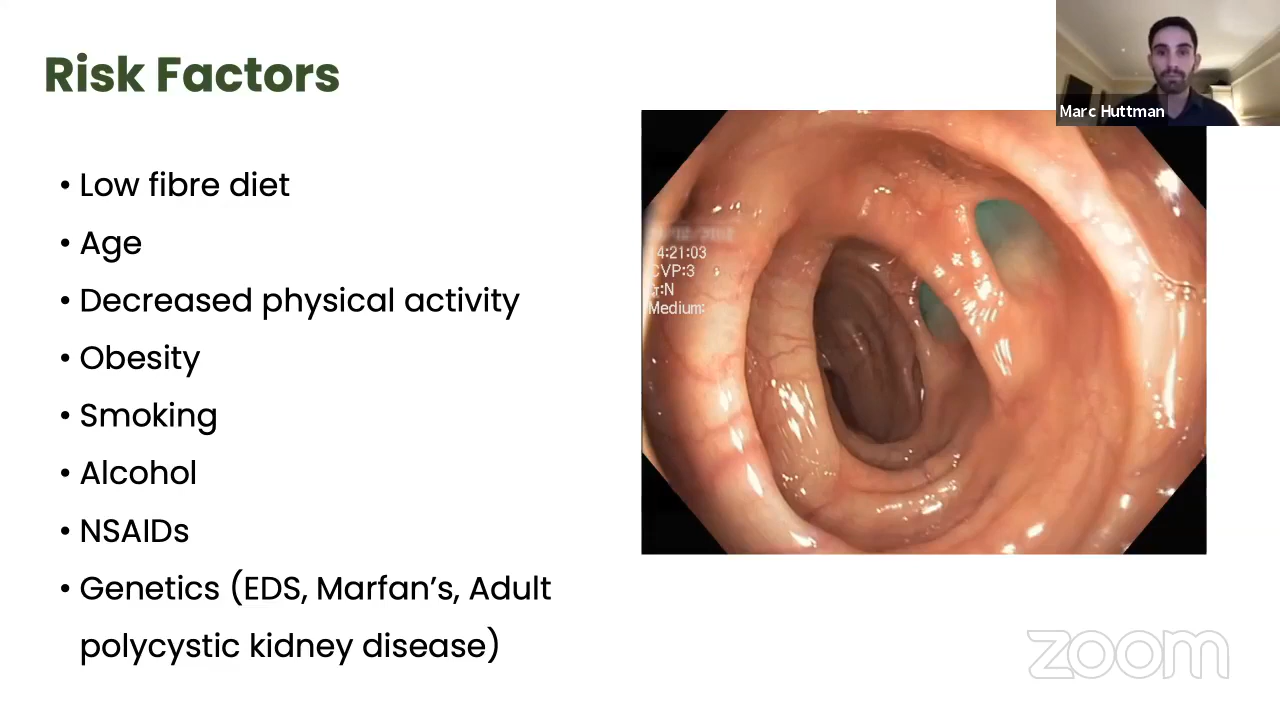 Risk Factors
Marc Huttman
• Low fibre diet
• Age
• Decreased physical activity
• Obesity
• Smoking
• Alcohol
• NSAIDs
• Genetics (EDS, Marfan’s, Adult
polycystic kidney disease)
14:21:03
CVP:3
:N
Medium:
zoom